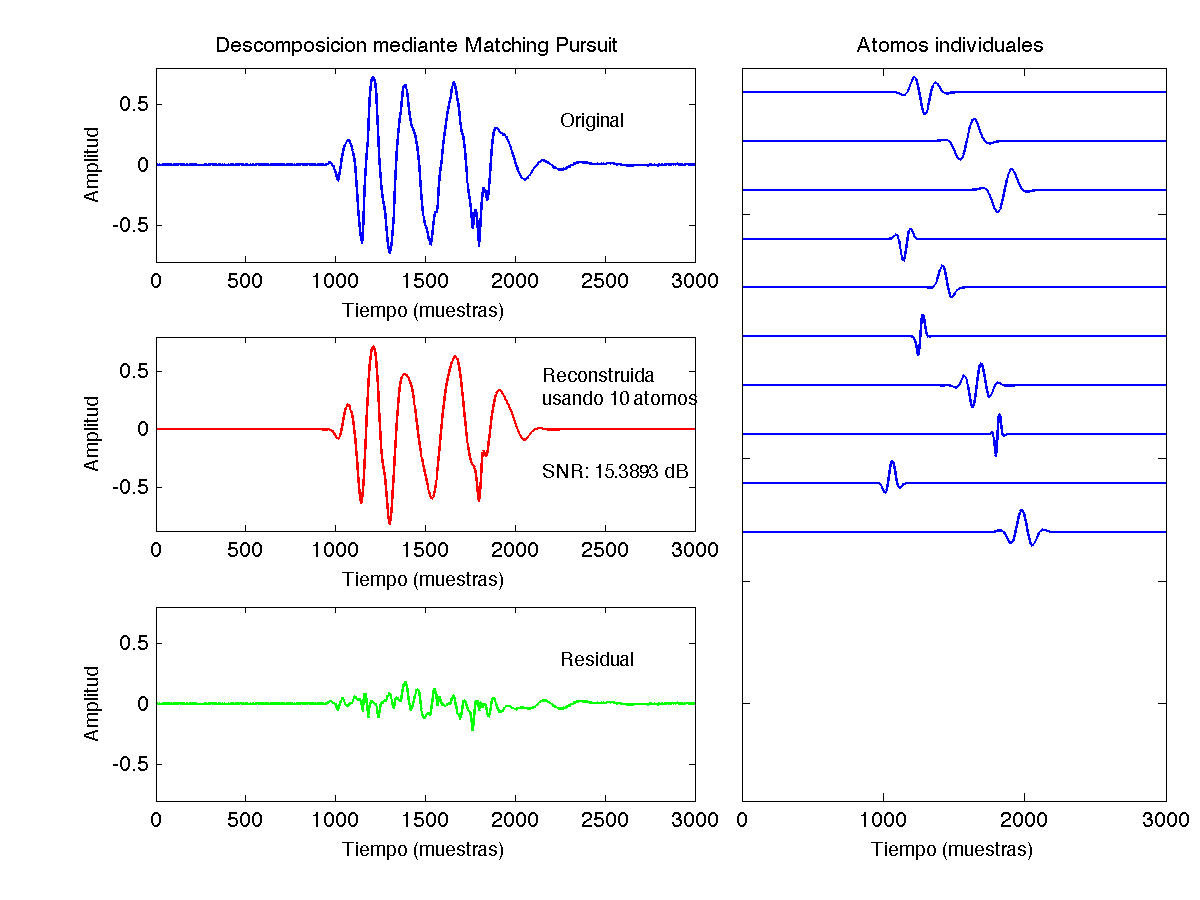 Descomposicion mediante Matching Pursuit
Amplitud
0.5
0
-0.5
Original
0 500 1000 1500 2000 2500 3000
Tiempo (muestras)
Amplitud
0.5
0
-0.5
Reconstruida
usando 10 atomos
SNR: 15.3893 dB
0 500 1000 1500 2000 2500 3000
Tiempo (muestras)
Amplitud
0.5
0
-0.5
Residual
0 500 1000 1500 2000 2500 3000
Tiempo (muestras)
Atomos individuales
0 1000 2000 3000
Tiempo (muestras)